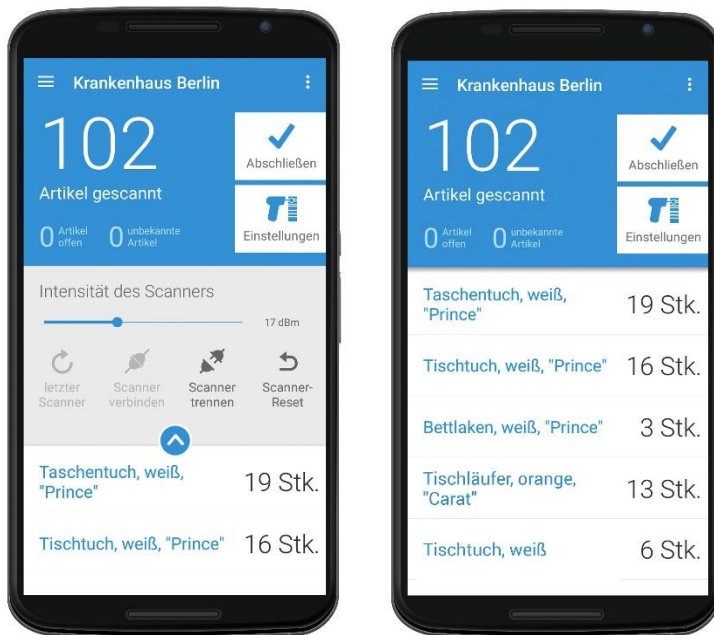 Krankenhaus Berlin
102
Abschließen
Artikel gescannt
0 Artikel offen
0 unbekannte Artikel
Einstellungen
Intensität des Scanners
17 dBm
letzter Scanner
Scanner verbinden
Scanner trennen
Scanner-Reset
Taschentuch, weiß,
"Prince"
19 Stk.
Tischtuch, weiß, "Prince"
16 Stk.
Krankenhaus Berlin
102
Abschließen
Artikel gescannt
0 Artikel offen
0 unbekannte Artikel
Einstellungen
Taschentuch, weiß,
"Prince"
19 Stk.
Tischtuch, weiß, "Prince"
16 Stk.
Bettlaken, weiß, "Prince"
3 Stk.
Tischläufer, orange,
"Carat"
13 Stk.
Tischtuch, weiß
6 Stk.